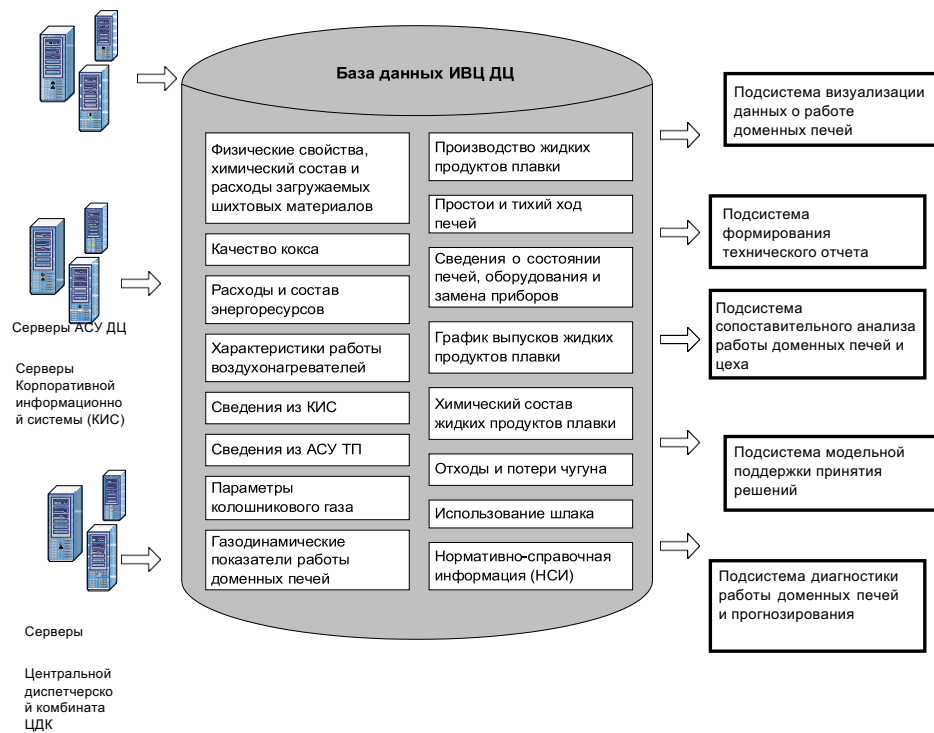 База данных ИВЦ ДЦ
Серверы АСУ ДЦ
Серверы
Корпоративной
информационно
й системы (КИС)
Серверы
Центральной
диспетчерско
й комбината
ЦДК
Физические свойства,
химический состав и
расходы загружаемых
шихтовых материалов
Качество кокса
Расходы и состав
энергоресурсов
Характеристики работы
воздухонагревателей
Сведения из КИС
Сведения из АСУ ТП
Параметры
колошникового газа
Газодинамические
показатели работы
доменных печей
Производство жидких
продуктов плавки
Простои и тихий ход
печей
Сведения о состоянии
печей, оборудования и
замена приборов
График выпусков жидких
продуктов плавки
Химический состав
жидких продуктов плавки
Отходы и потери чугуна
Использование шлака
Нормативно-справочная
информация (НСИ)
Подсистема визуализации
данных о работе
доменных печей
Подсистема
формирования
технического отчета
Подсистема
сопоставительного анализа
работы доменных печей и
цеха
Подсистема модельной
поддержки принятия
решений
Подсистема диагностики
работы доменных печей
и прогнозирования